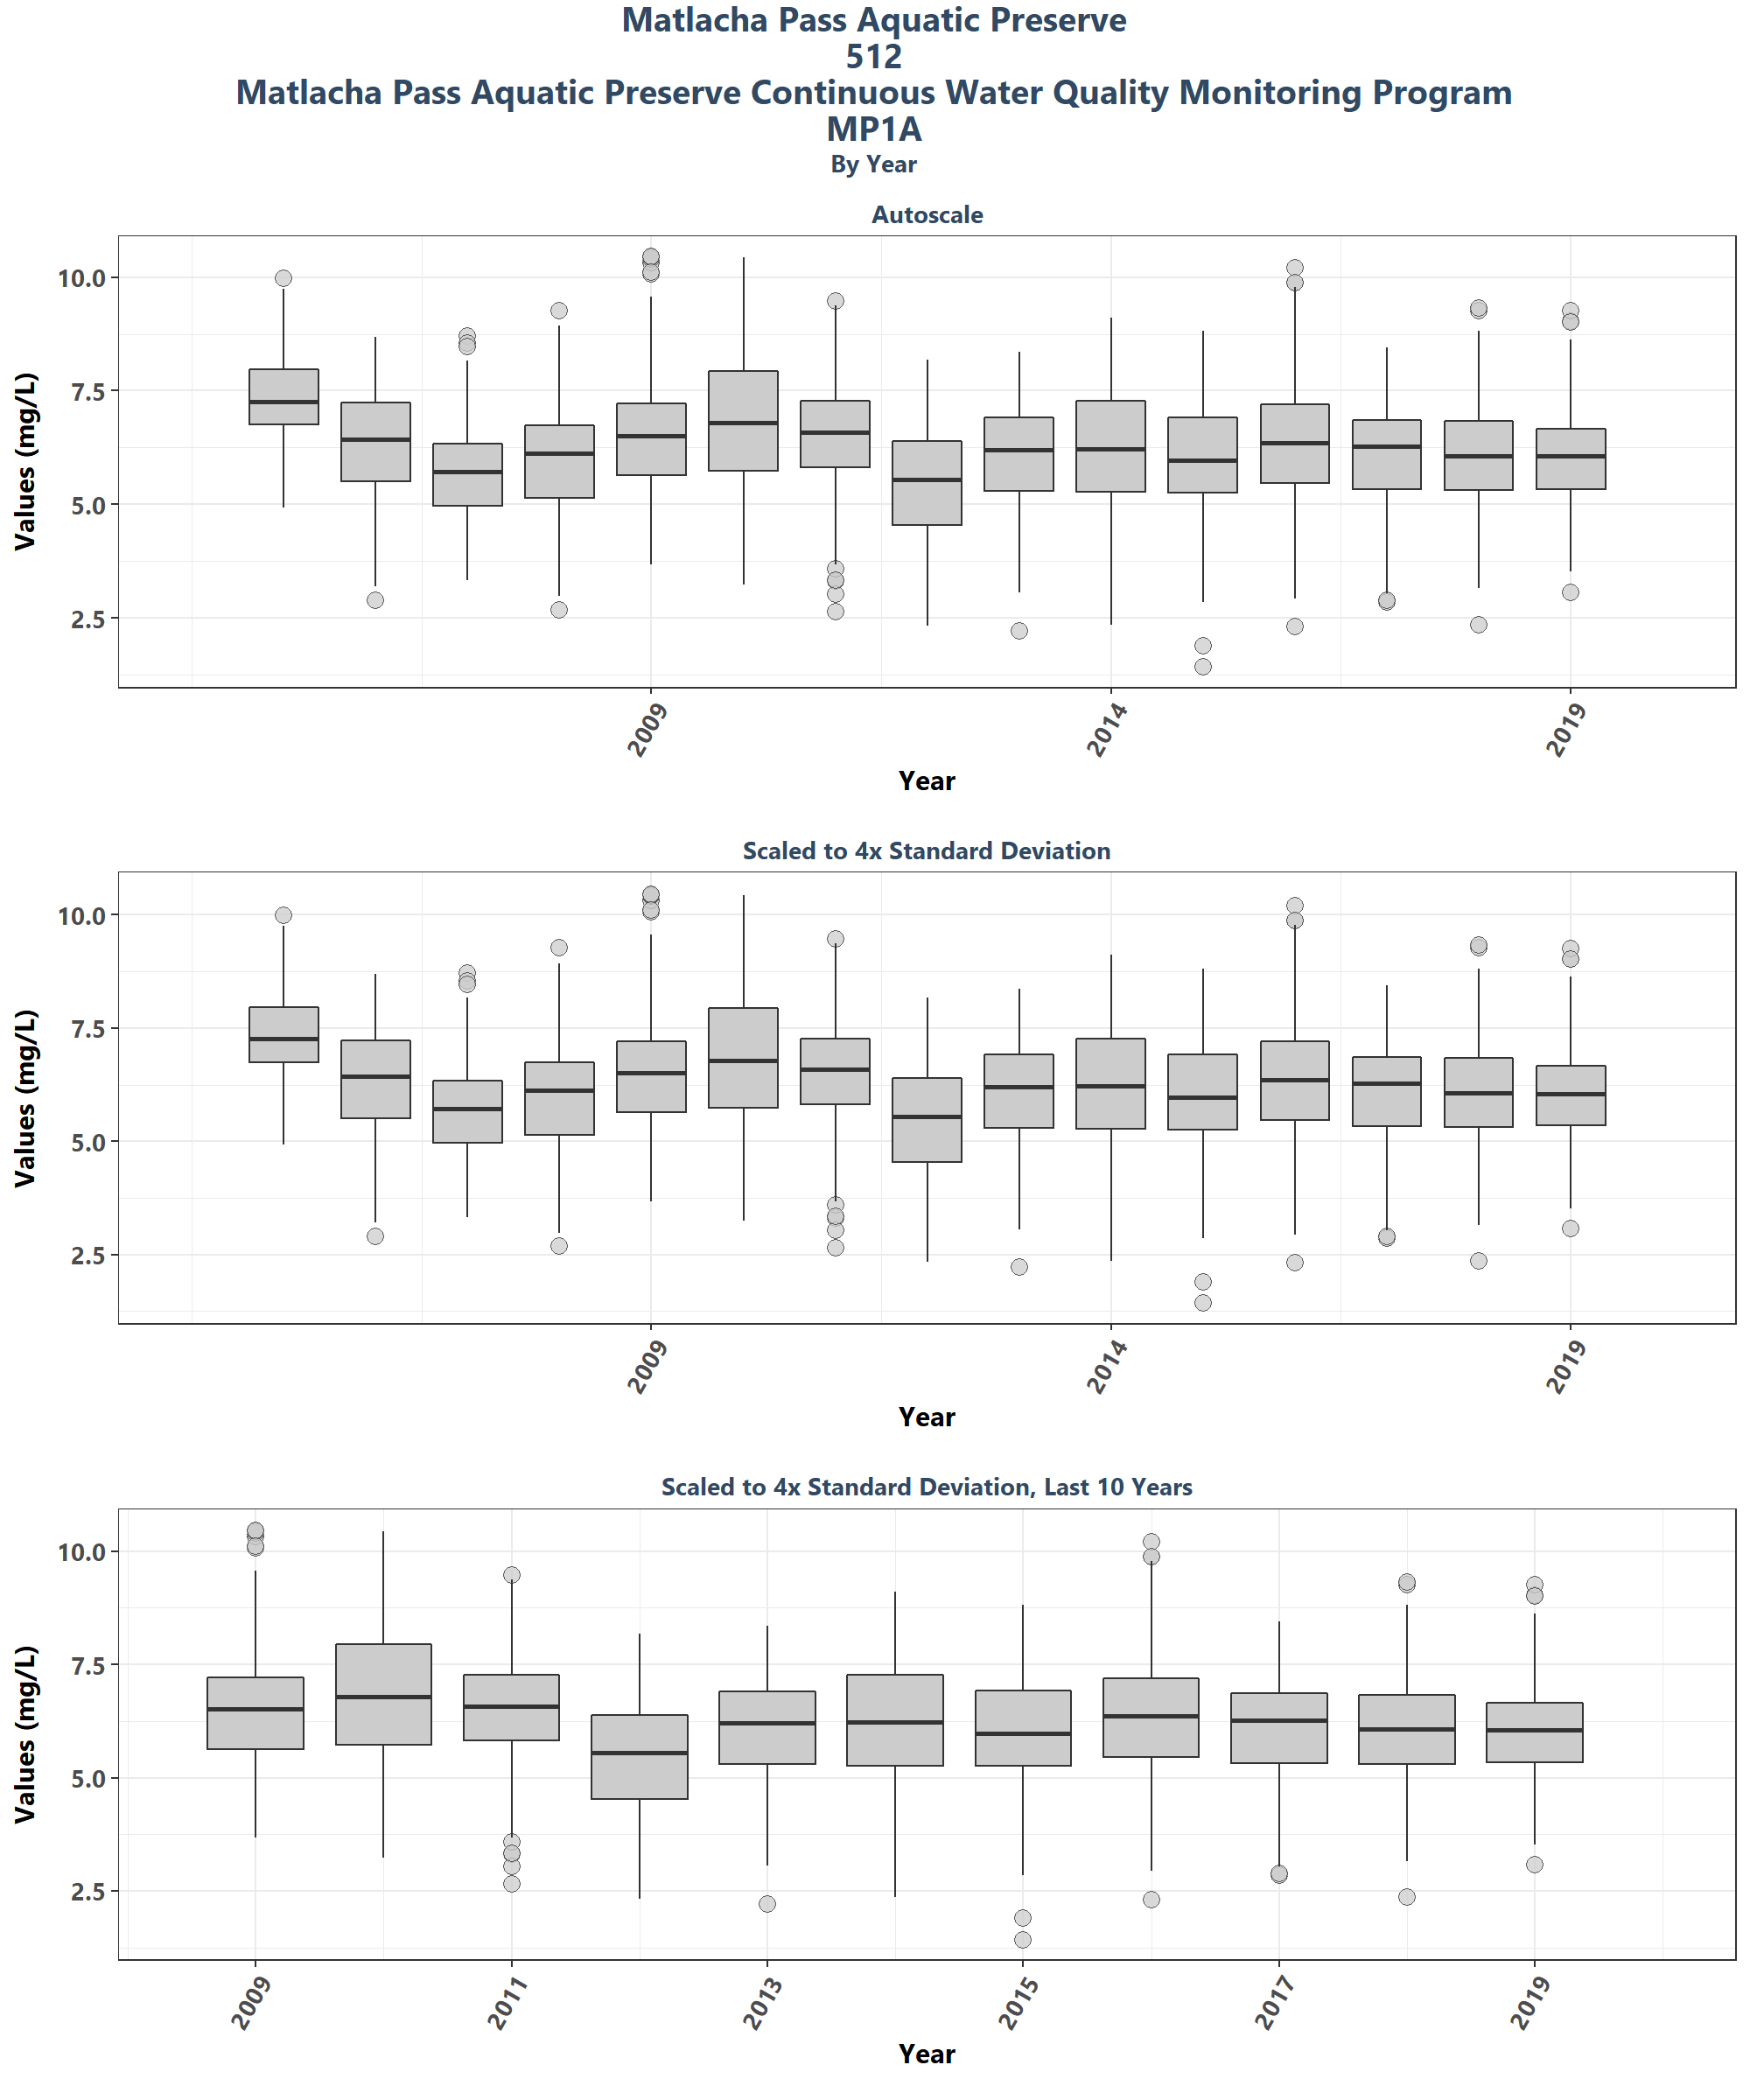 Matlacha Pass Aquatic Preserve
512
Matlacha Pass Aquatic Preserve Continuous Water Quality Monitoring Program
MP1A
By Year
Autoscale
Values (mg/L)
10.0
7.5
5.0
2.5
2009 2014 2019
Year
Scaled to 4x Standard Deviation
Values (mg/L)
10.0
7.5
5.0
2.5
2009 2014 2019
Year
Scaled to 4x Standard Deviation, Last 10 Years
Values (mg/L)
10.0
7.5
5.0
2.5
2009 2011 2013 2015 2017 2019
Year